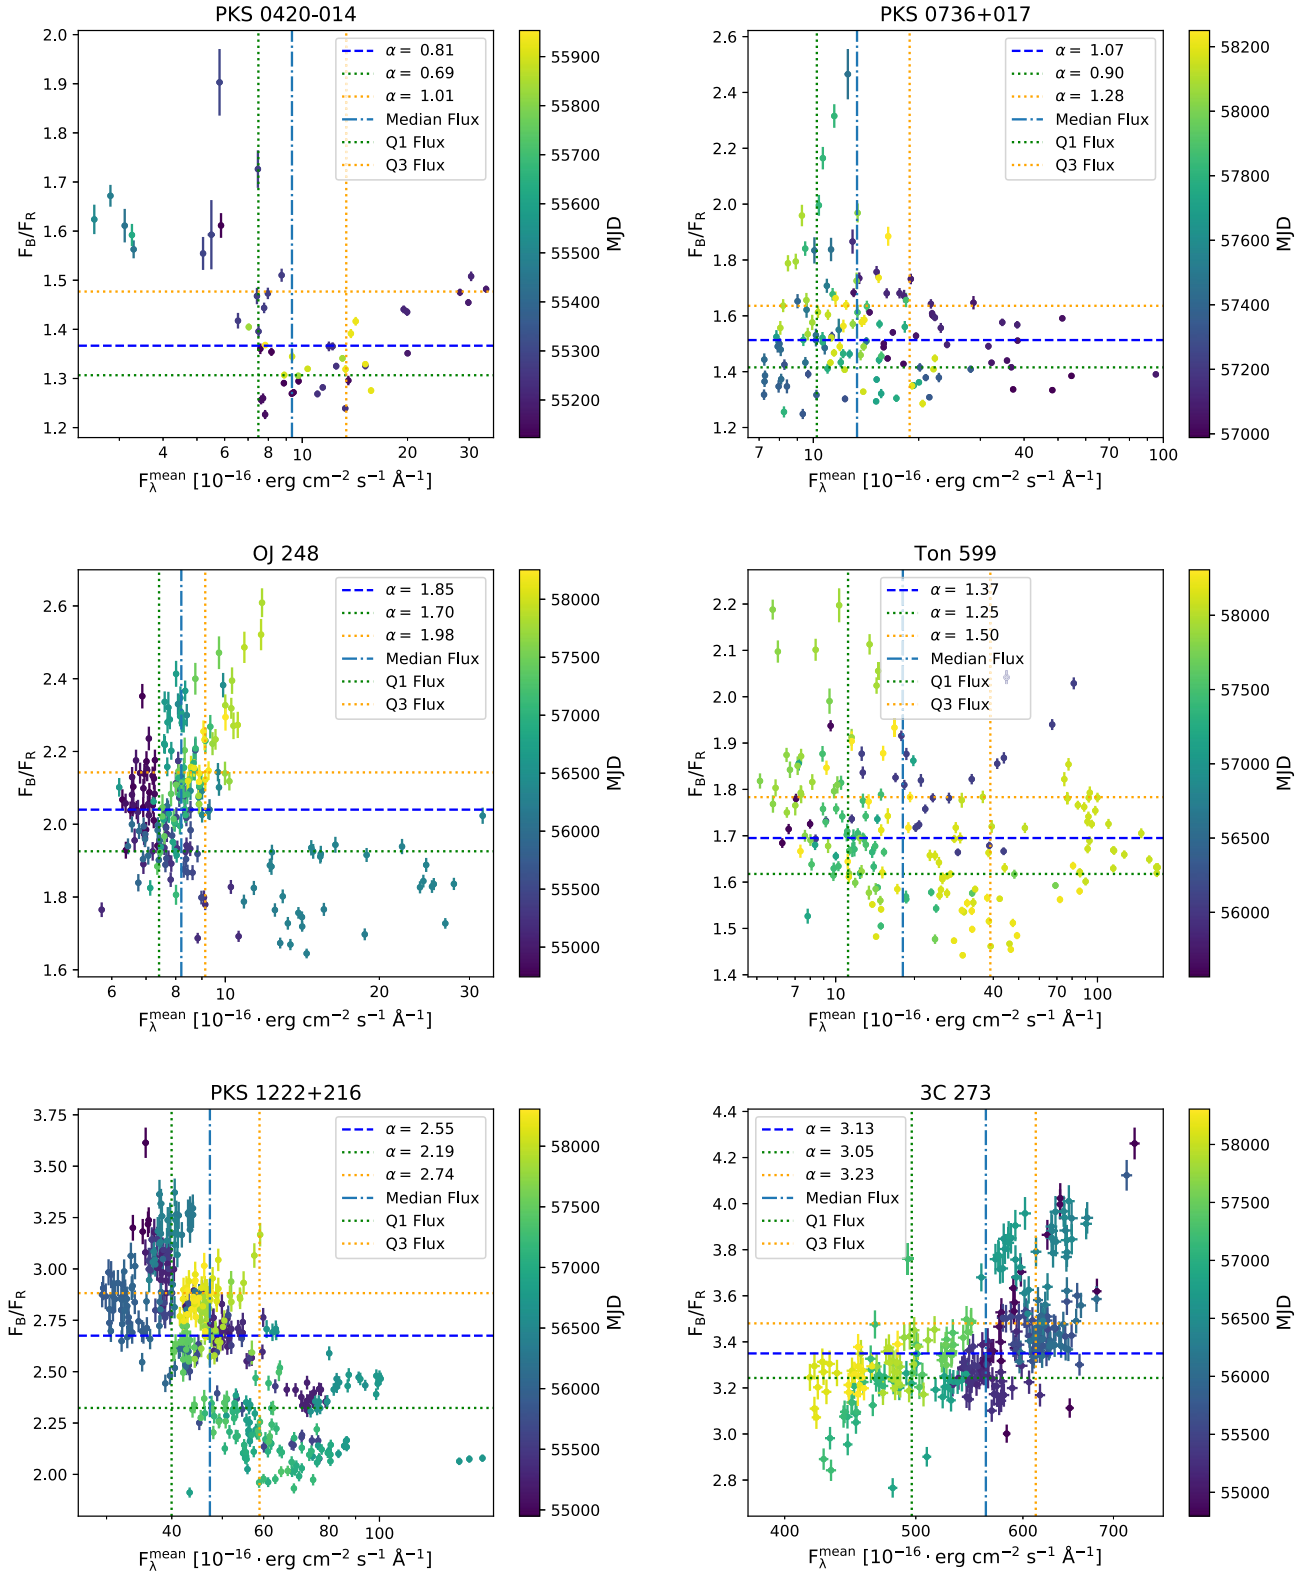 PKS 0420-014
2.0
1.9
1.8
1.7
1.6
1.5
1.4
1.3
1.2
F_B/F_R
4
6
8
10
20
30
F_λ^mean [10⁻¹⁶ · erg cm⁻² s⁻¹ Å⁻¹]
α = 0.81
α = 0.69
α = 1.01
Median Flux
Q1 Flux
Q3 Flux
55900
55800
55700
55600
55500
55400
55300
55200
MJD
PKS 0736+017
2.6
2.4
2.2
2.0
1.8
1.6
1.4
1.2
F_B/F_R
7
10
20
30
40
60
100
F_λ^mean [10⁻¹⁶ · erg cm⁻² s⁻¹ Å⁻¹]
α = 1.07
α = 0.90
α = 1.28
Median Flux
Q1 Flux
Q3 Flux
58200
58000
57800
57600
57400
57200
57000
MJD
OJ 248
2.6
2.4
2.2
2.0
1.8
1.6
F_B/F_R
6
8
10
20
30
F_λ^mean [10⁻¹⁶ · erg cm⁻² s⁻¹ Å⁻¹]
α = 1.85
α = 1.70
α = 1.98
Median Flux
Q1 Flux
Q3 Flux
58000
57500
57000
56500
56000
55500
55000
MJD
Ton 599
2.2
2.1
2.0
1.9
1.8
1.7
1.6
1.5
1.4
F_B/F_R
7
10
20
40
70
100
F_λ^mean [10⁻¹⁶ · erg cm⁻² s⁻¹ Å⁻¹]
α = 1.37
α = 1.25
α = 1.50
Median Flux
Q1 Flux
Q3 Flux
58000
57500
57000
56500
56000
MJD
PKS 1222+216
3.75
3.50
3.25
3.00
2.75
2.50
2.25
2.00
F_B/F_R
40
60
80
100
F_λ^mean [10⁻¹⁶ · erg cm⁻² s⁻¹ Å⁻¹]
α = 2.55
α = 2.19
α = 2.74
Median Flux
Q1 Flux
Q3 Flux
58000
57500
57000
56500
56000
55500
55000
MJD
3C 273
4.4
4.2
4.0
3.8
3.6
3.4
3.2
3.0
2.8
F_B/F_R
400
500
600
700
F_λ^mean [10⁻¹⁶ · erg cm⁻² s⁻¹ Å⁻¹]
α = 3.13
α = 3.05
α = 3.23
Median Flux
Q1 Flux
Q3 Flux
58000
57500
57000
56500
56000
55500
55000
MJD